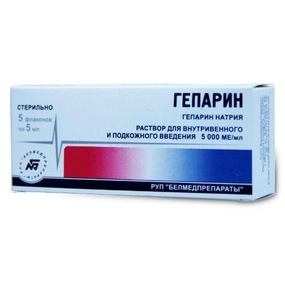 СТЕРИЛЬНО
5 флаконов
по 5 мл
ГЕПАРИН
ГЕПАРИН НАТРИЯ
РАСТВОР ДЛЯ ВНУТРИВЕННОГО
И ПОДКОЖНОГО ВВЕДЕНИЯ 5 000 МЕ/мл
РУП "БЕЛМЕДПРЕПАРАТЫ"